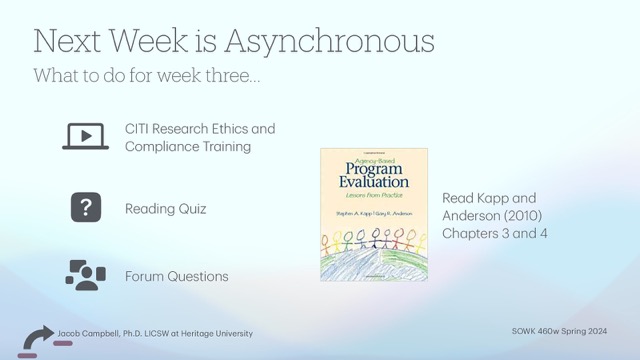 Next Week is Asynchronous
What to do for week three...
CITI Research Ethics and
Compliance Training
?
Reading Quiz
Forum Questions
Agency-Based
Program
Evaluation
Lessons from Practice
Stephen A. Kapp | Gary R. Anderson
Read Kapp and
Anderson (2010)
Chapters 3 and 4
Jacob Campbell, Ph.D. LICSW at Heritage University
SOWK 460w Spring 2024